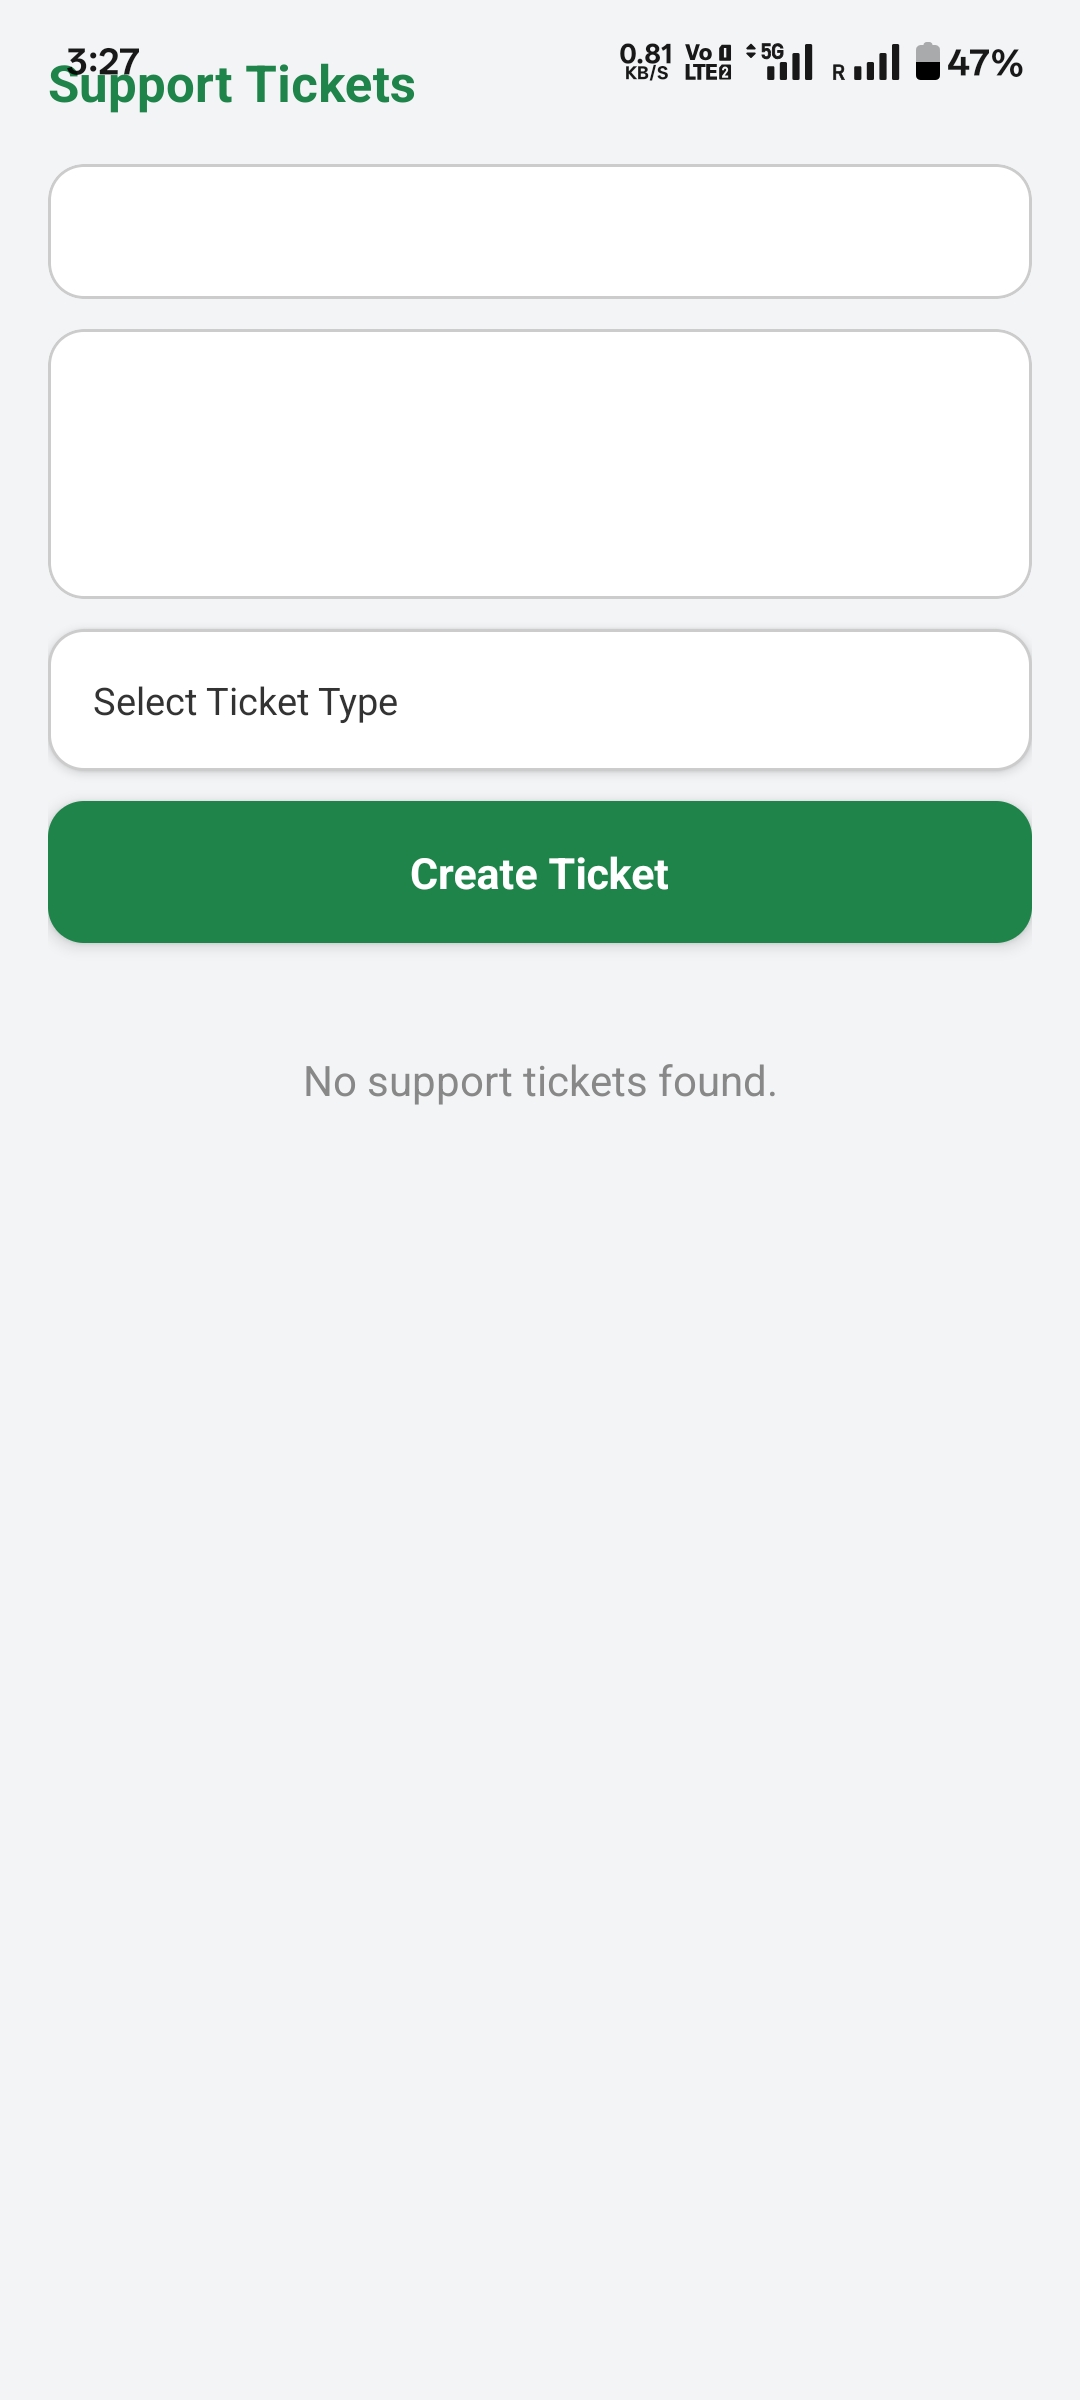 3:27
0.81 KB/S Vo 1 LTE 2 5G R 47%
Support Tickets
Select Ticket Type
Create Ticket
No support tickets found.